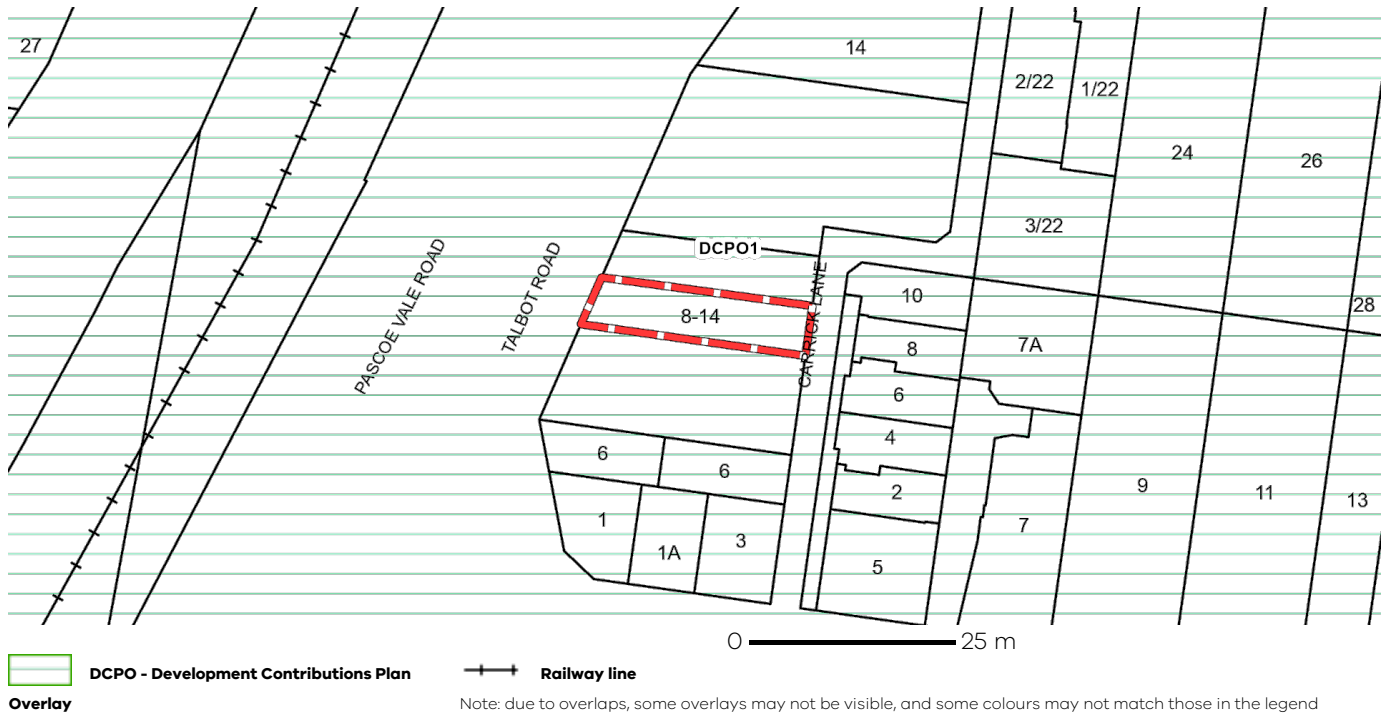 27
14
2/22
1/22
24
26
3/22
DCPO1
PASCOE VALE ROAD
TALBOT ROAD
CARRICK LANE
8-14
10
28
8
7A
6
4
6
6
2
9
11
13
1
1A
3
7
5
0 25 m
DCPO - Development Contributions Plan
Overlay
Railway line
Note: due to overlaps, some overlays may not be visible, and some colours may not match those in the legend